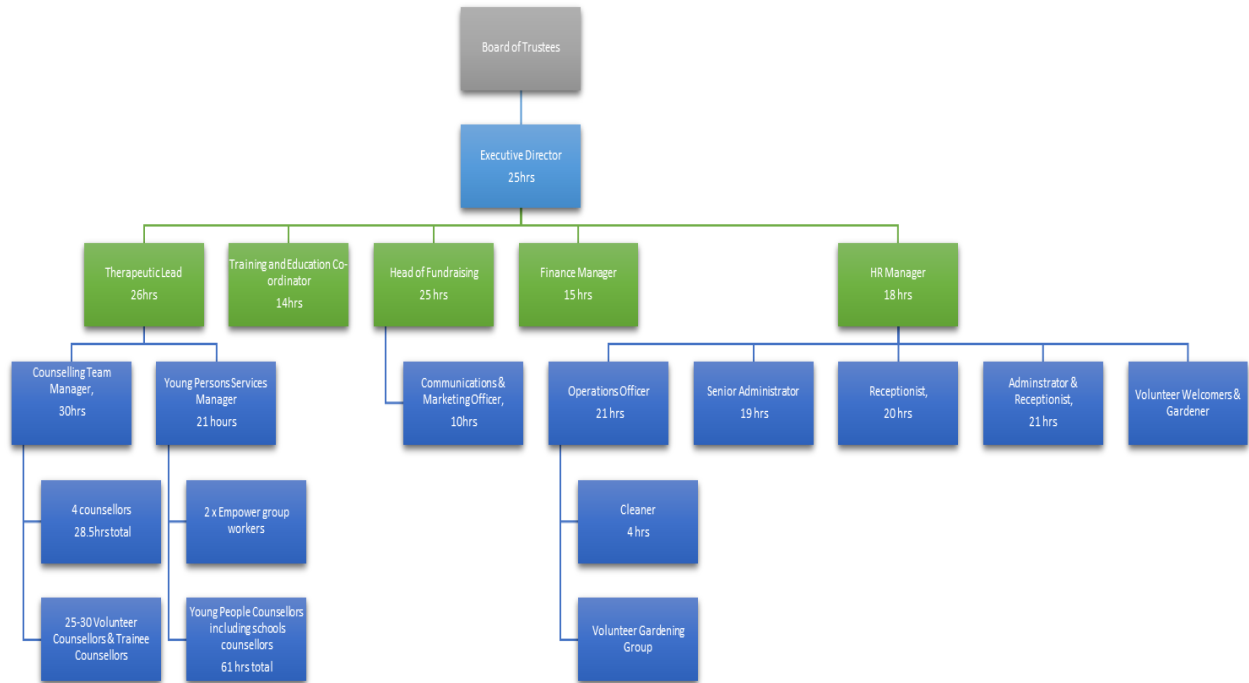 Board of Trustees
Executive Director
25hrs
Therapeutic Lead
26hrs
Training and Education Co-
ordinator
14hrs
Head of Fundraising
25 hrs
Finance Manager
15 hrs
HR Manager
18 hrs
Counselling Team
Manager,
30hrs
Young Persons Services
Manager
21 hours
Communications &
Marketing Officer,
10hrs
Operations Officer
21 hrs
Senior Administrator
19 hrs
Receptionist,
20 hrs
Adminstrator &
Receptionist,
21 hrs
Volunteer Welcomers &
Gardener
4 counsellors
28.5hrs total
2 x Empower group
workers
Cleaner
4 hrs
25-30 Volunteer
Counsellors & Trainee
Counsellors
Young People Counsellors
including schools
counsellors
61 hrs total
Volunteer Gardening
Group